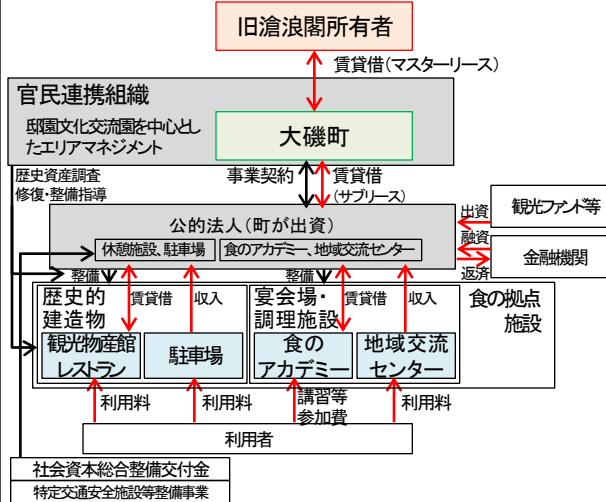 旧滄浪閣所有者
賃貸借(マスターリース)
官民連携組織
邸園文化交流園を中心とし
たエリアマネジメント
大磯町
歴史資産調査
修復・整備指導
事業契約
賃貸借
(サブリース)
公的法人(町が出資)
休憩施設、駐車場
食のアカデミー、地域交流センター
出資
観光ファンド等
融資
返済
金融機関
整備
整備
歴史的
建造物
賃貸借
収入
宴会場・
調理施設
賃貸借
収入
食の拠点
施設
観光物産館
レストラン
駐車場
食の
アカデミー
地域交流
センター
利用料
利用料
講習等
参加費
利用料
利用者
社会資本総合整備交付金
特定交通安全施設等整備事業